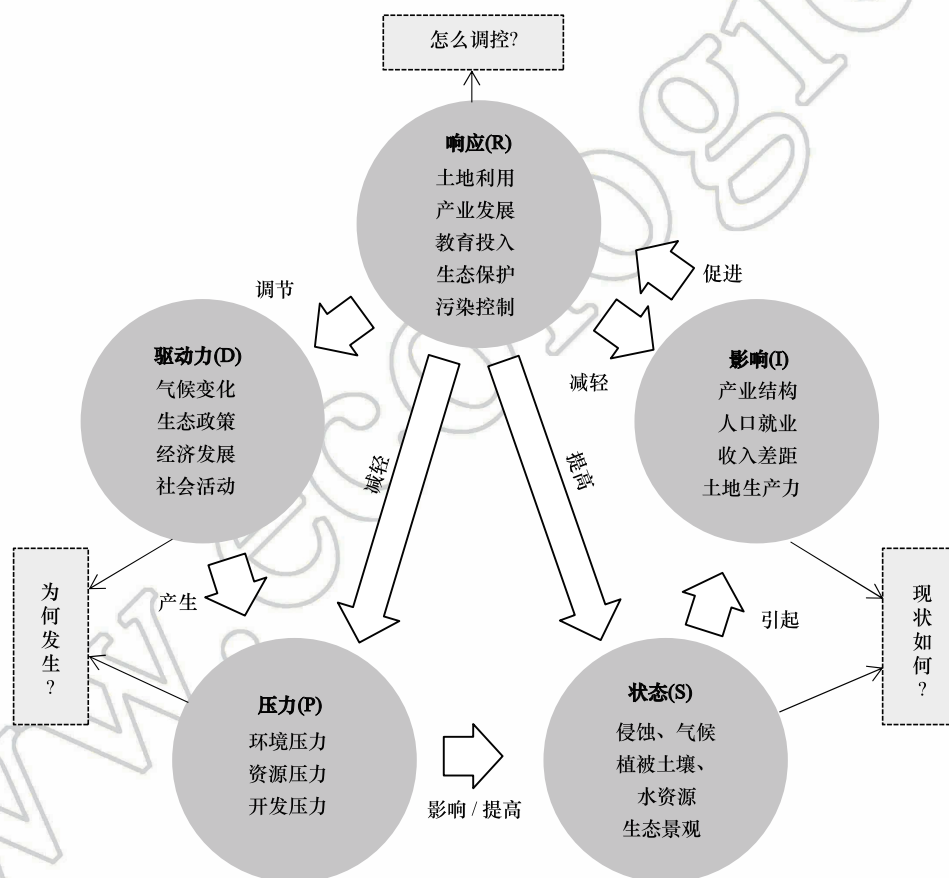 怎么调控?
响应(R)
土地利用
产业发展
教育投入
生态保护
污染控制
调节
促进
减轻
驱动力(D)
气候变化
生态政策
经济发展
社会活动
影响(I)
产业结构
人口就业
收入差距
土地生产力
减轻
提高
为何发生?
产生
现状如何?
引起
压力(P)
环境压力
资源压力
开发压力
影响 / 提高
状态(S)
侵蚀、气候
植被土壤、
水资源
生态景观